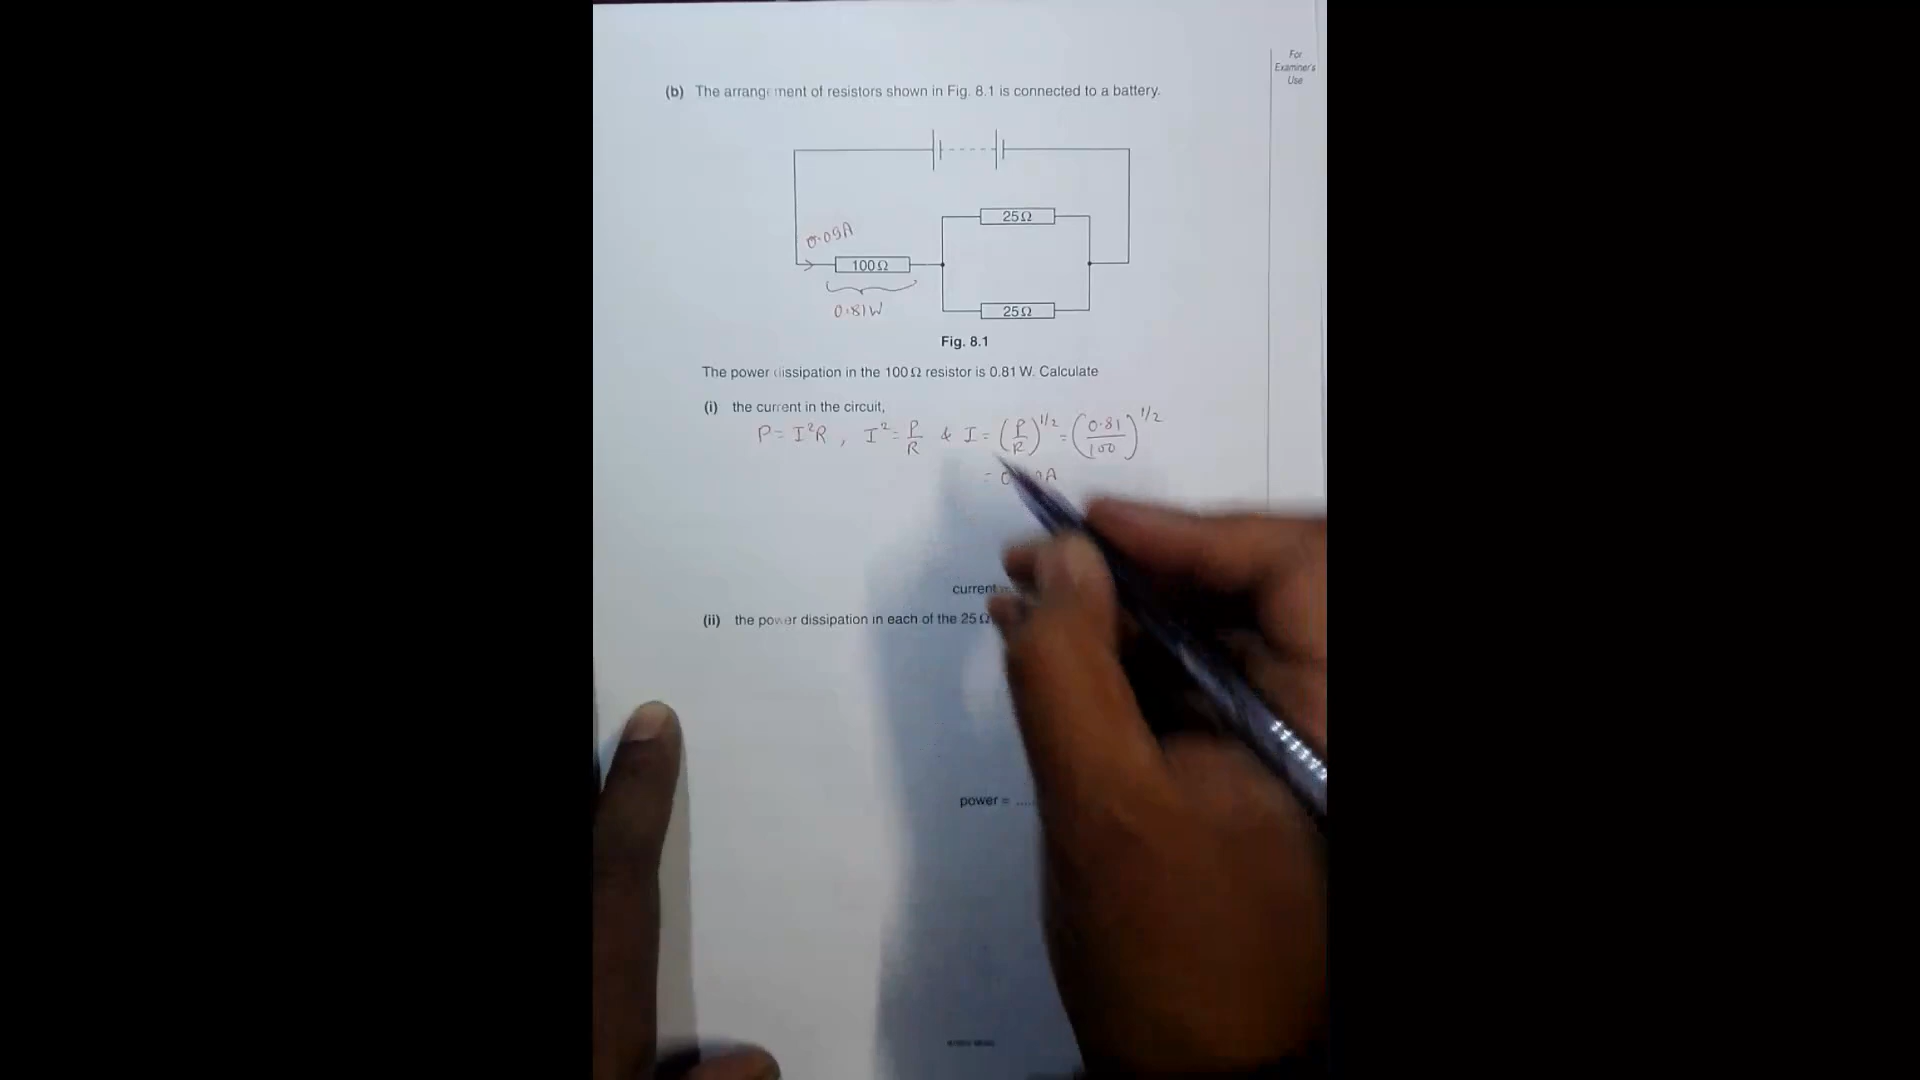 For
Examiner's
Use
(b) The arrangement of resistors shown in Fig. 8.1 is connected to a battery.
25Ω
0.09A
100Ω
0.81W
25Ω
Fig. 8.1
The power dissipation in the 100Ω resistor is 0.81 W. Calculate
(i) the current in the circuit,
P = I²R , I² = P/R & I = (P/R)^1/2 = (0.81/100)^1/2
A
current
(ii) the power dissipation in each of the 25 Ω
power = .....